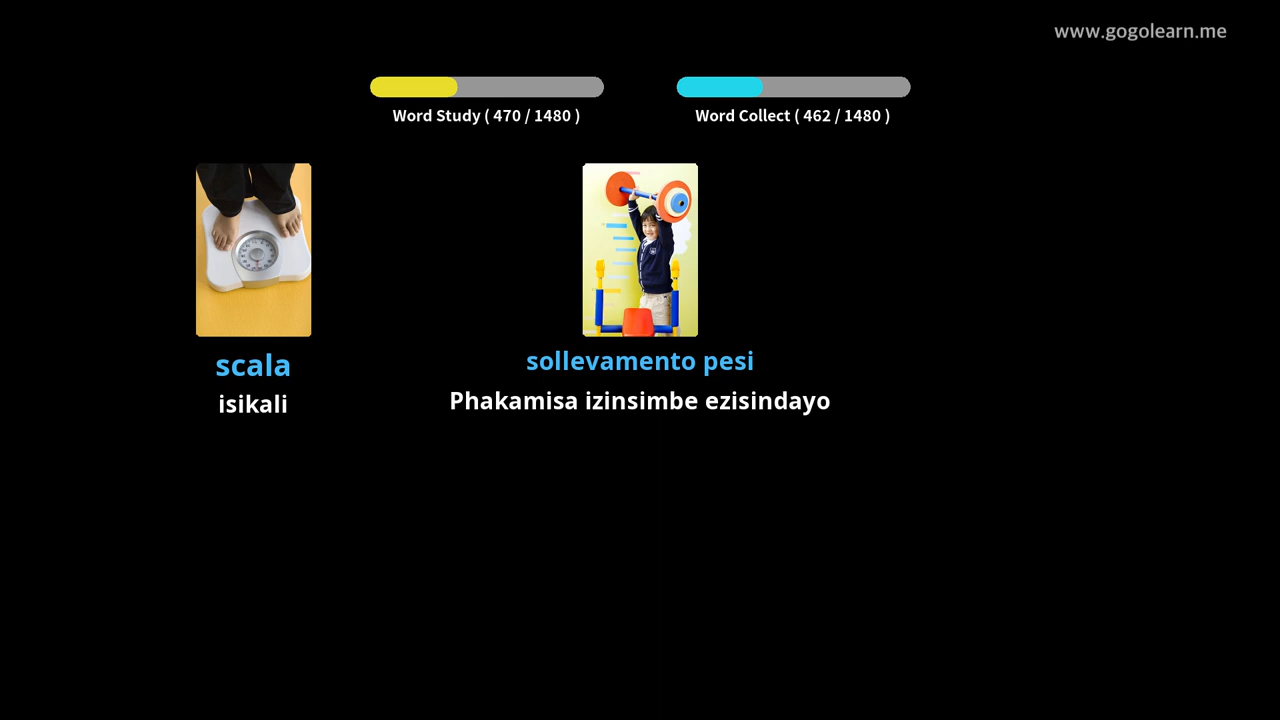 www.gogolearn.me
Word Study ( 470 / 1480 )
Word Collect ( 462 / 1480 )
scala
isikali
sollevamento pesi
Phakamisa izinsimbe ezisindayo